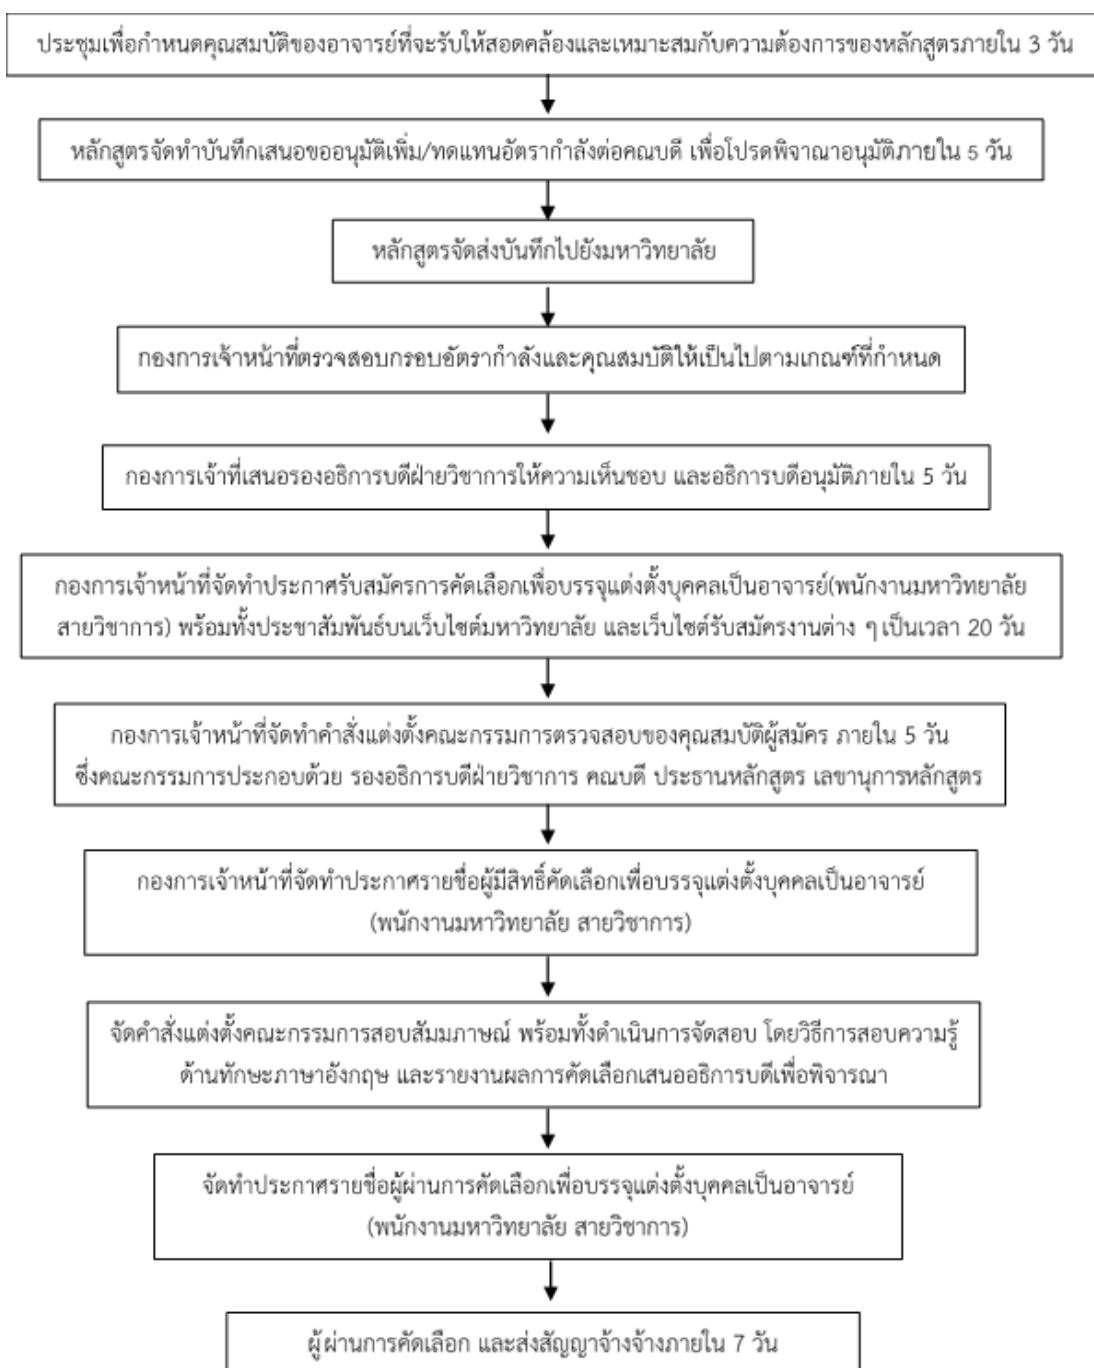 ประชุมเพื่อกำหนดคุณสมบัติของอาจารย์ที่จะรับให้สอดคล้องและเหมาะสมกับความต้องการของหลักสูตรภายใน 3 วัน
หลักสูตรจัดทำบันทึกเสนอขออนุมัติเพิ่ม/ทดแทนอัตรากำลังต่อคณบดี เพื่อโปรดพิจาณาอนุมัติภายใน 5 วัน
หลักสูตรจัดส่งบันทึกไปยังมหาวิทยาลัย
กองการเจ้าหน้าที่ตรวจสอบกรอบอัตรากำลังและคุณสมบัติให้เป็นไปตามเกณฑ์ที่กำหนด
กองการเจ้าที่เสนอรองอธิการบดีฝ่ายวิชาการให้ความเห็นชอบ และอธิการบดีอนุมัติภายใน 5 วัน
กองการเจ้าหน้าที่จัดทำประกาศรับสมัครการคัดเลือกเพื่อบรรจุแต่งตั้งบุคคลเป็นอาจารย์(พนักงานมหาวิทยาลัย
สายวิชาการ) พร้อมทั้งประชาสัมพันธ์บนเว็บไซต์มหาวิทยาลัย และเว็บไซต์รับสมัครงานต่าง ๆ เป็นเวลา 20 วัน
กองการเจ้าหน้าที่จัดทำคำสั่งแต่งตั้งคณะกรรมการตรวจสอบของคุณสมบัติผู้สมัคร ภายใน 5 วัน
ซึ่งคณะกรรมการประกอบด้วย รองอธิการบดีฝ่ายวิชาการ คณบดี ประธานหลักสูตร เลขานุการหลักสูตร
กองการเจ้าหน้าที่จัดทำประกาศรายชื่อผู้มีสิทธิ์คัดเลือกเพื่อบรรจุแต่งตั้งบุคคลเป็นอาจารย์
(พนักงานมหาวิทยาลัย สายวิชาการ)
จัดคำสั่งแต่งตั้งคณะกรรมการสอบสัมมภาษณ์ พร้อมทั้งดำเนินการจัดสอบ โดยวิธีการสอบความรู้
ด้านทักษะภาษาอังกฤษ และรายงานผลการคัดเลือกเสนออธิการบดีเพื่อพิจารณา
จัดทำประกาศรายชื่อผู้ผ่านการคัดเลือกเพื่อบรรจุแต่งตั้งบุคคลเป็นอาจารย์
(พนักงานมหาวิทยาลัย สายวิชาการ)
ผู้ผ่านการคัดเลือก และส่งสัญญาจ้างจ้างภายใน 7 วัน